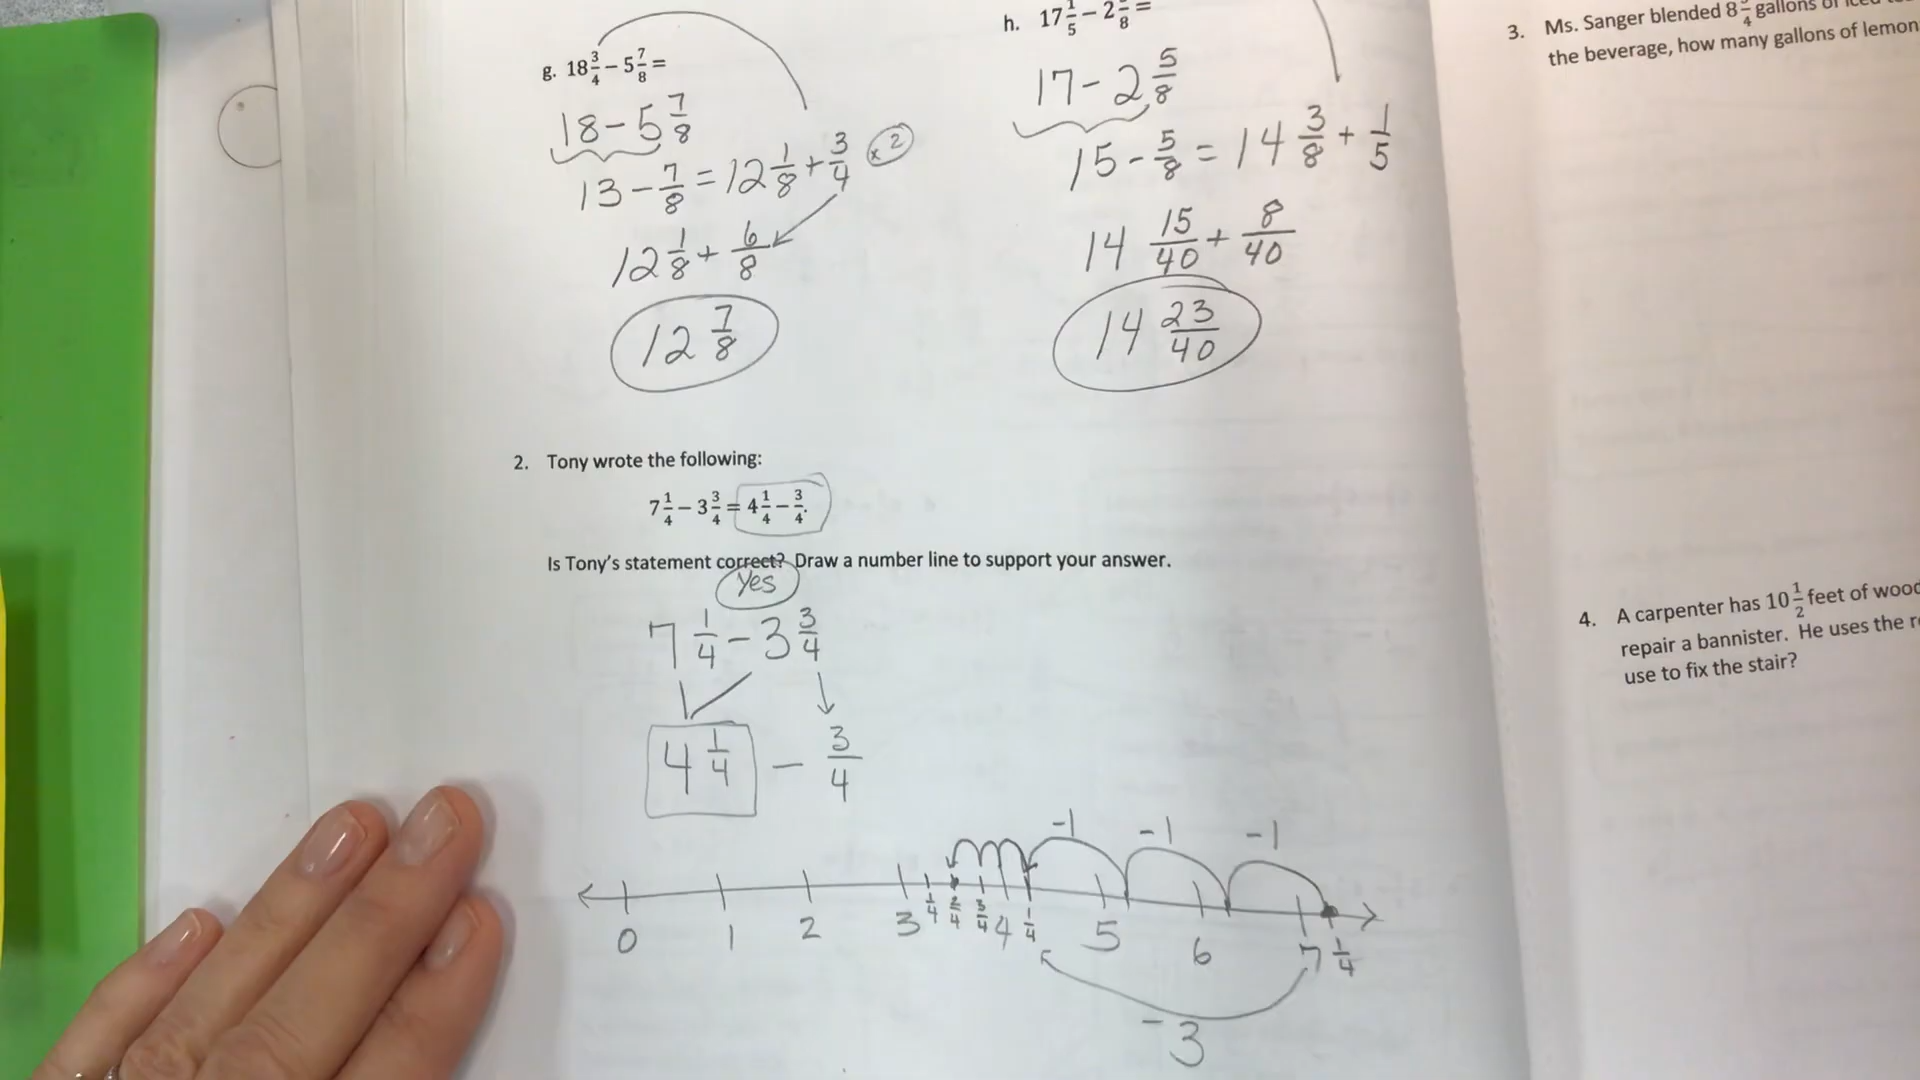 g. 18 3/4 − 5 7/8 =
18 − 5 7/8
13 − 7/8 = 12 1/8 + 3/4 x2
12 1/8 + 6/8
12 7/8
h. 17 1/5 − 2 5/8 =
17 − 2 5/8
15 − 5/8 = 14 3/8 + 1/5
14 15/40 + 8/40
14 23/40
2. Tony wrote the following:
7 1/4 − 3 3/4 = 4 1/4 − 3/4.
Is Tony's statement correct? Draw a number line to support your answer.
Yes
7 1/4 − 3 3/4
4 1/4 − 3/4
-1 -1 -1
0 1 2 3 1/4 2/4 3/4 4 1/4 5 6 7 1/4
-3
3. Ms. Sanger blended 8 /4 gallons of iced
the beverage, how many gallons of lemon
4. A carpenter has 10 1/2 feet of wood
repair a bannister. He uses the
use to fix the stair?